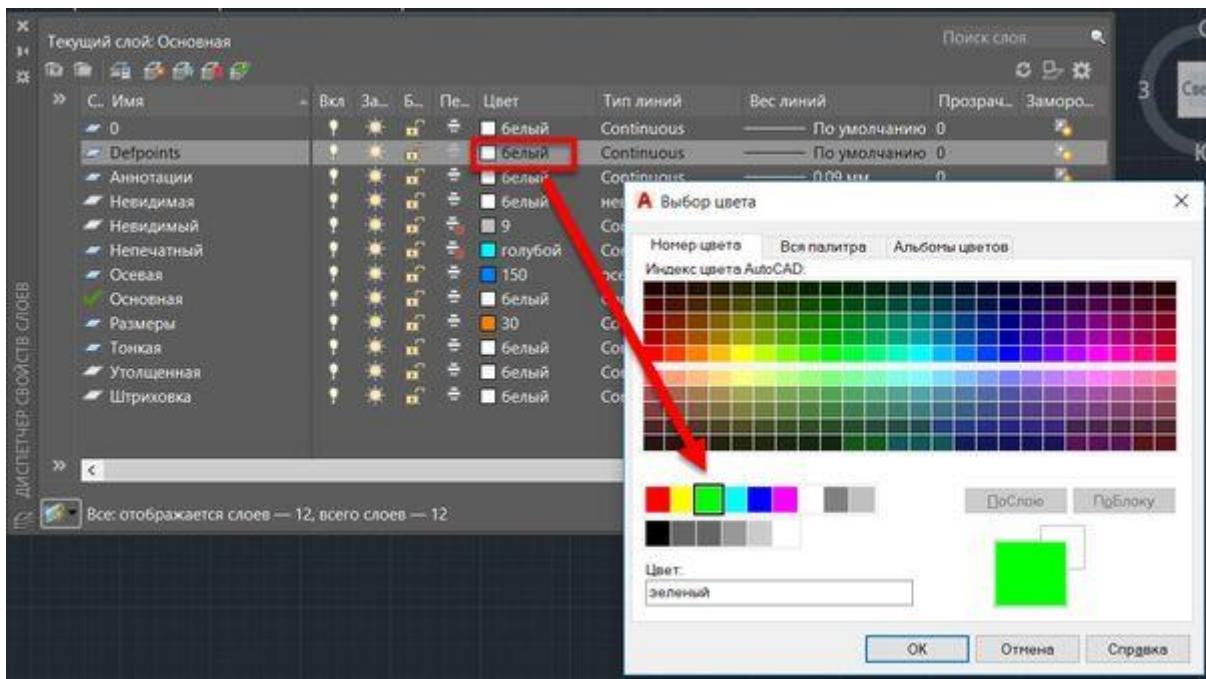 Текущий слой: Основная
Поиск слоя
С.. Имя Вкл За... Б... Пе... Цвет Тип линий Вес линий Прозрач... Заморо...
0 белый Continuous По умолчанию 0
Defpoints белый Continuous По умолчанию 0
Аннотации белый Continuous 0.09 мм 0
Невидимая белый
Невидимый 9
Непечатный голубой
Осевая 150
Основная белый
Размеры 30
Тонкая белый
Утолщенная белый
Штриховка белый
Все: отображается слоев — 12, всего слоев — 12
ДИСПЕТЧЕР СВОЙСТВ СЛОЕВ
З
Ю
A Выбор цвета
Номер цвета Вся палитра Альбомы цветов
Индекс цвета AutoCAD:
ПоСлою ПоБлоку
Цвет:
зеленый
OK Отмена Справка